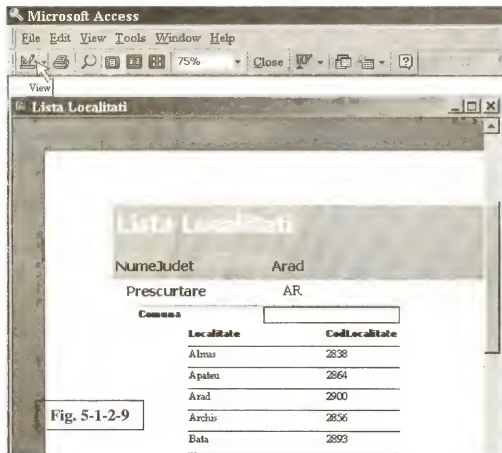 Microsoft Access
File Edit View Tools Window Help
75% Close
View
Lista Localitati
Lista Localitati
NumeJudet Arad
Prescurtare AR
Comuna
Localitate CodLocalitate
Almas 2838
Apateu 2864
Arad 2900
Archis 2856
Fig. 5-1-2-9
Bata 2893